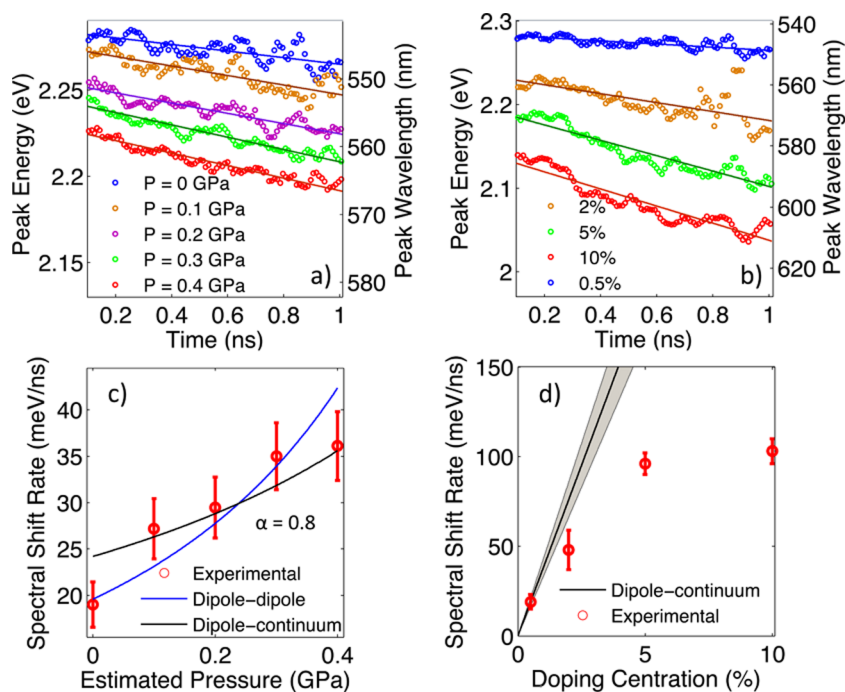 a)
Peak Energy (eV)
2.25
2.2
2.15
550
560
570
580
Peak Wavelength (nm)
P = 0 GPa
P = 0.1 GPa
P = 0.2 GPa
P = 0.3 GPa
P = 0.4 GPa
0.2
0.4
0.6
0.8
1
Time (ns)
b)
Peak Energy (eV)
2.3
2.2
2.1
2
540
560
580
600
620
Peak Wavelength (nm)
2%
5%
10%
0.5%
0.2
0.4
0.6
0.8
1
Time (ns)
c)
Spectral Shift Rate (meV/ns)
40
35
30
25
20
α = 0.8
Experimental
Dipole-dipole
Dipole-continuum
0
0.2
0.4
Estimated Pressure (GPa)
d)
Spectral Shift Rate (meV/ns)
150
100
50
0
Dipole-continuum
Experimental
0
5
10
Doping Centration (%)